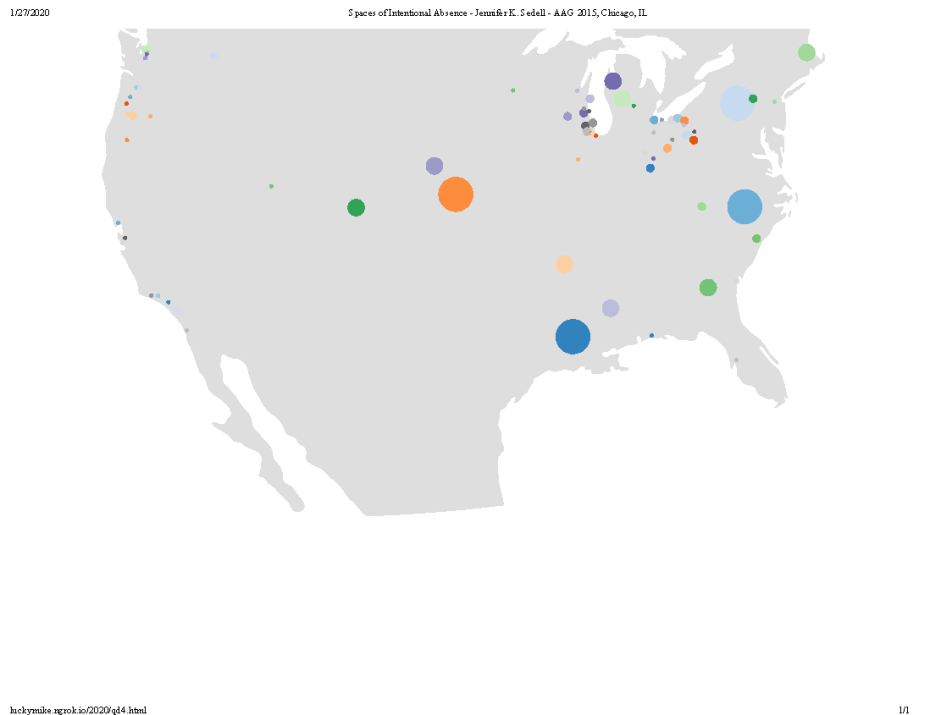 1/27/2020
Spaces of Intentional Absence - Jennifer K. Sedell - AAG 2015, Chicago, IL
luckymike.ngrok.io/2020/qd4.html
1/1